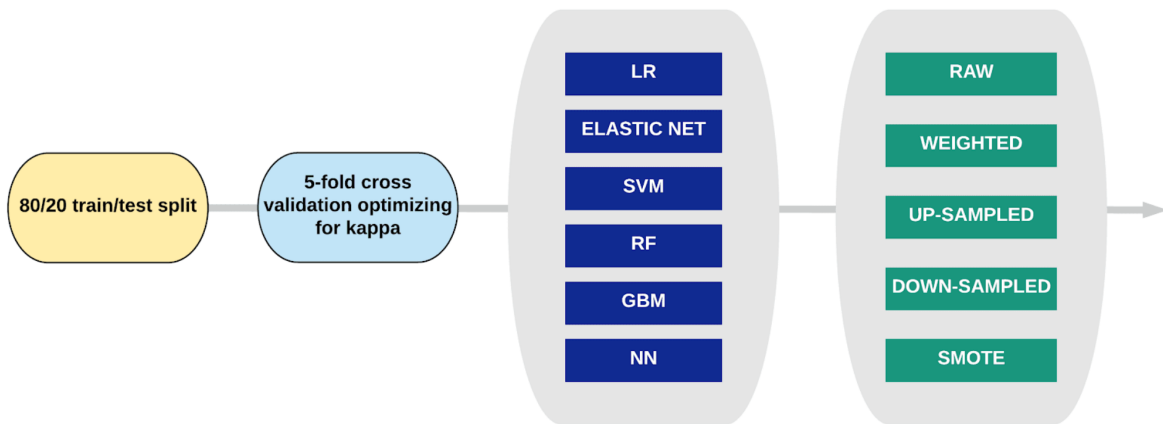 80/20 train/test split
5-fold cross
validation optimizing
for kappa
LR
ELASTIC NET
SVM
RF
GBM
NN
RAW
WEIGHTED
UP-SAMPLED
DOWN-SAMPLED
SMOTE